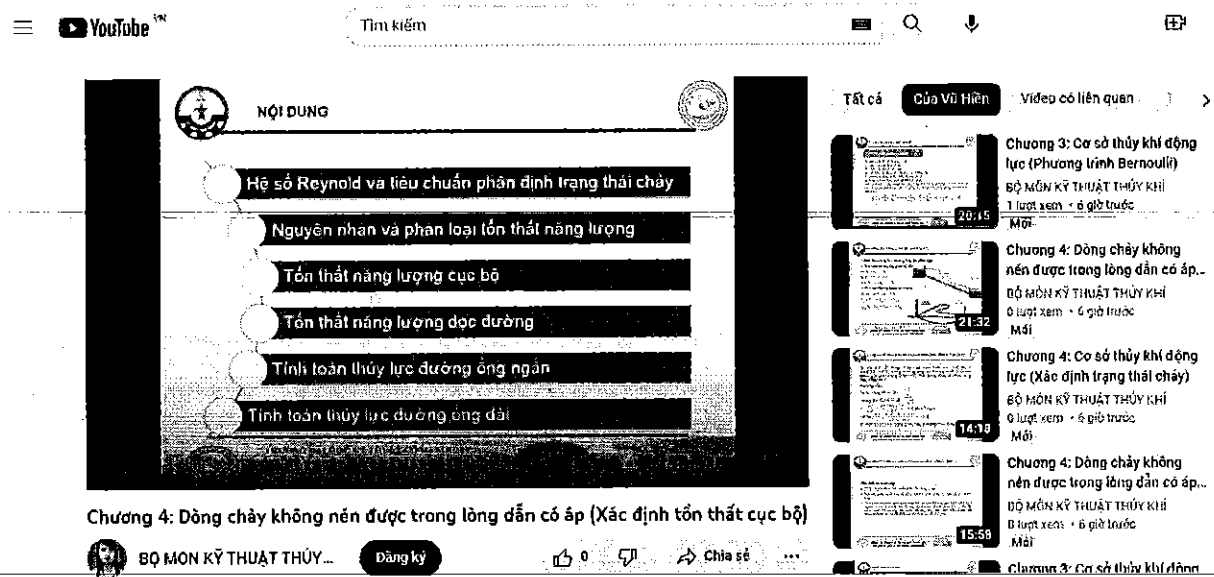 YouTube VN
Tìm kiếm
NỘI DUNG
Hệ số Reynold và tiêu chuẩn phân định trạng thái chảy
Nguyên nhân và phân loại tổn thất năng lượng
Tổn thất năng lượng cục bộ
Tổn thất năng lượng dọc đường
Tính toán thủy lực đường ống ngắn
Tính toán thủy lực đường ống dài
Chương 4: Dòng chảy không nén được trong lòng dẫn có áp (Xác định tổn thất cục bộ)
BỘ MÔN KỸ THUẬT THỦY...
Đăng ký
0
Chia sẻ
Tất cả
Của Vũ Hiền
Video có liên quan
20:15
Chương 3: Cơ sở thủy khí động
lực (Phương trình Bernoulli)
BỘ MÔN KỸ THUẬT THỦY KHÍ
1 lượt xem • 6 giờ trước
Mới
21:32
Chương 4: Dòng chảy không
nén được trong lòng dẫn có áp...
BỘ MÔN KỸ THUẬT THỦY KHÍ
0 lượt xem • 6 giờ trước
Mới
14:18
Chương 4: Cơ sở thủy khí động
lực (Xác định trạng thái chảy)
BỘ MÔN KỸ THUẬT THỦY KHÍ
0 lượt xem • 6 giờ trước
Mới
15:58
Chương 4: Dòng chảy không
nén được trong lòng dẫn có áp...
BỘ MÔN KỸ THUẬT THỦY KHÍ
8 lượt xem • 6 giờ trước
Mới
Chương 3: Cơ sở thủy khí động